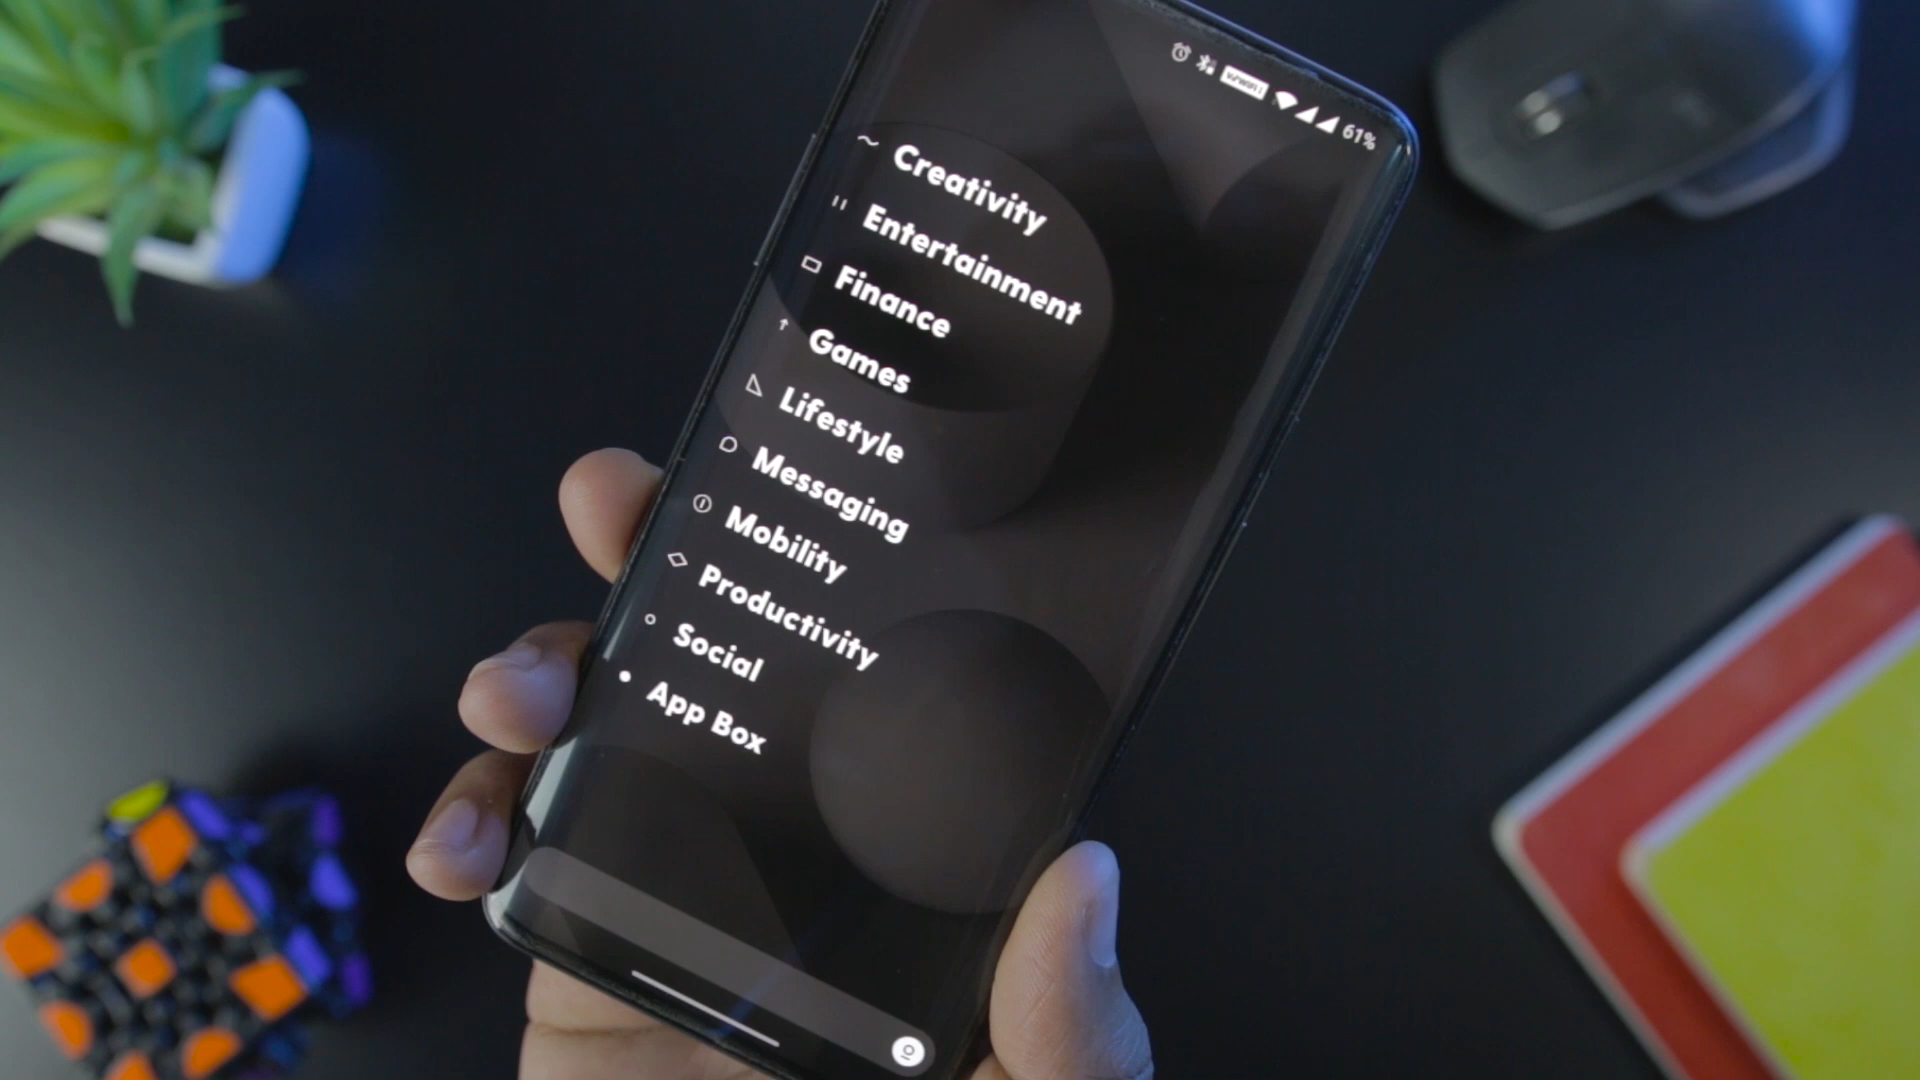 61%
Creativity
Entertainment
Finance
Games
Lifestyle
Messaging
Mobility
Productivity
Social
App Box